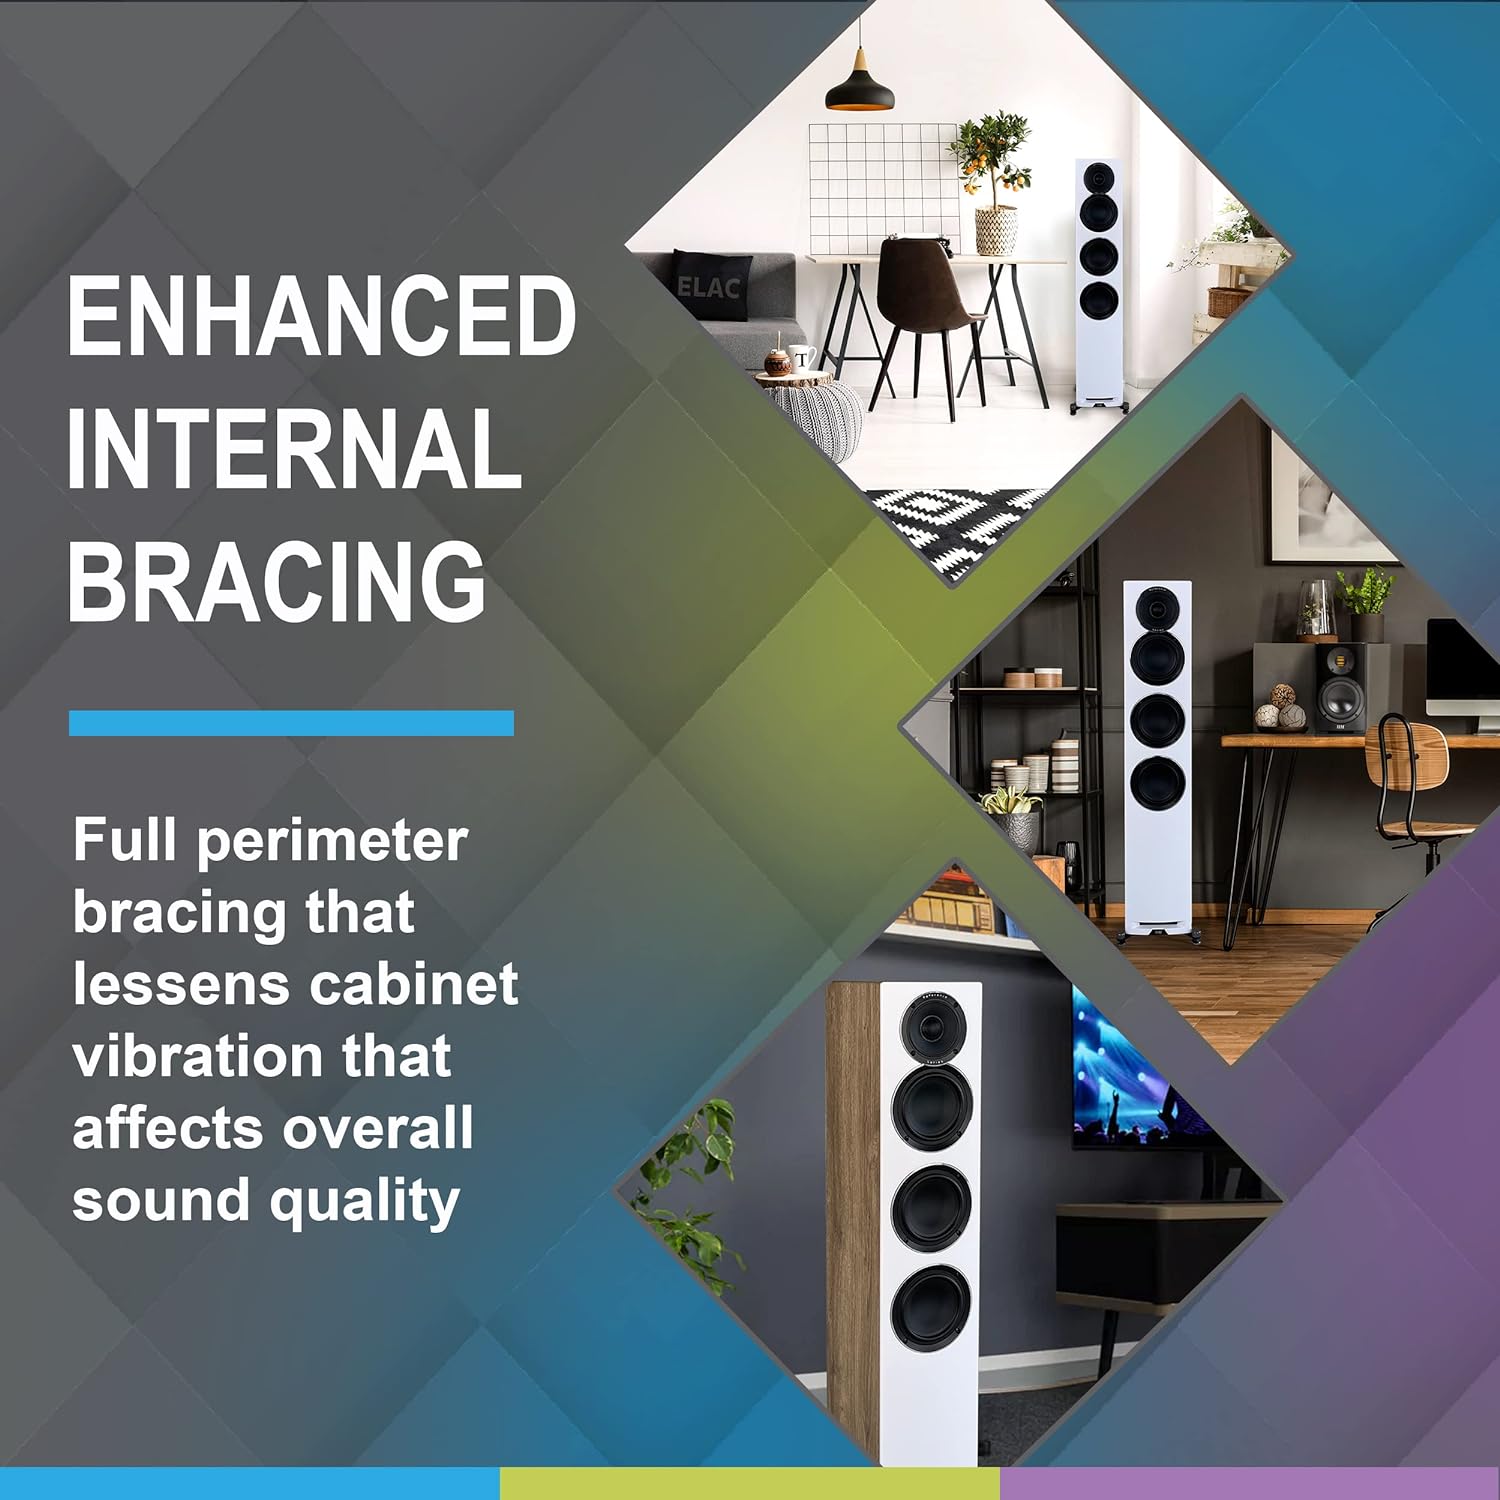 ENHANCED
INTERNAL
BRACING
Full perimeter
bracing that
lessens cabinet
vibration that
affects overall
sound quality
ELAC
T